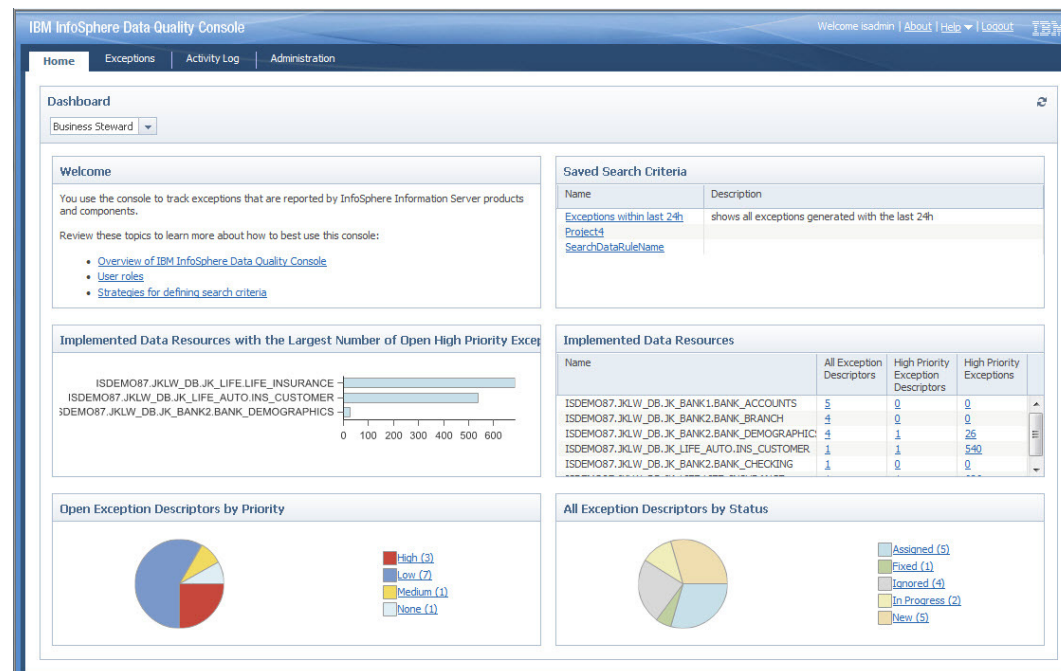 IBM InfoSphere Data Quality Console
Welcome isadmin | About | Help | Logout
IBM
Home Exceptions Activity Log Administration
Dashboard
Business Steward
Welcome
You use the console to track exceptions that are reported by InfoSphere Information Server products
and components.
Review these topics to learn more about how to best use this console:
Overview of IBM InfoSphere Data Quality Console
User roles
Strategies for defining search criteria
Saved Search Criteria
Name Description
Exceptions within last 24h shows all exceptions generated with the last 24h
Project4
SearchDataRuleName
Implemented Data Resources with the Largest Number of Open High Priority Excep
ISDEMO87.JKLW_DB.JK_LIFE.LIFE_INSURANCE
ISDEMO87.JKLW_DB.JK_LIFE_AUTO.INS_CUSTOMER
SDEMO87.JKLW_DB.JK_BANK2.BANK_DEMOGRAPHICS
0 100 200 300 400 500 600
Implemented Data Resources
Name All Exception Descriptors High Priority Exception Descriptors High Priority Exceptions
ISDEMO87.JKLW_DB.JK_BANK1.BANK_ACCOUNTS 5 0 0
ISDEMO87.JKLW_DB.JK_BANK2.BANK_BRANCH 4 0 0
ISDEMO87.JKLW_DB.JK_BANK2.BANK_DEMOGRAPHICS 4 1 26
ISDEMO87.JKLW_DB.JK_LIFE_AUTO.INS_CUSTOMER 1 1 540
ISDEMO87.JKLW_DB.JK_BANK2.BANK_CHECKING 1 0 0
Open Exception Descriptors by Priority
High (3)
Low (7)
Medium (1)
None (1)
All Exception Descriptors by Status
Assigned (5)
Fixed (1)
Ignored (4)
In Progress (2)
New (5)